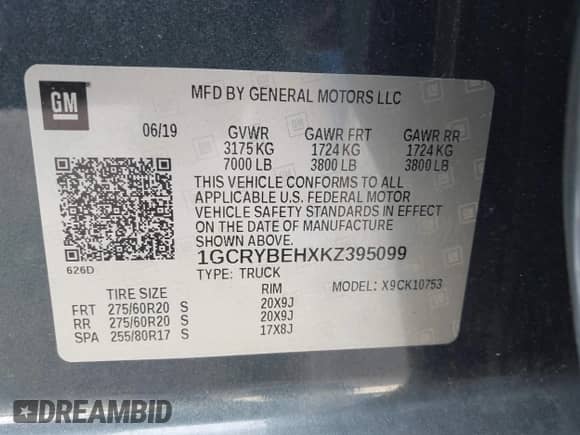 GM
MFD BY GENERAL MOTORS LLC
06/19 GVWR GAWR FRT GAWR RR
3175 KG 1724 KG 1724 KG
7000 LB 3800 LB 3800 LB
THIS VEHICLE CONFORMS TO ALL
APPLICABLE U.S. FEDERAL MOTOR
VEHICLE SAFETY STANDARDS IN EFFECT
ON THE DATE OF MANUFACTURE
SHOWN ABOVE.
1GCRYBEHXKZ395099
626D
TYPE: TRUCK
MODEL: X9CK10753
TIRE SIZE RIM
FRT 275/60R20 S 20X9J
RR 275/60R20 S 20X9J
SPA 255/80R17 S 17X8J
DREAMBID